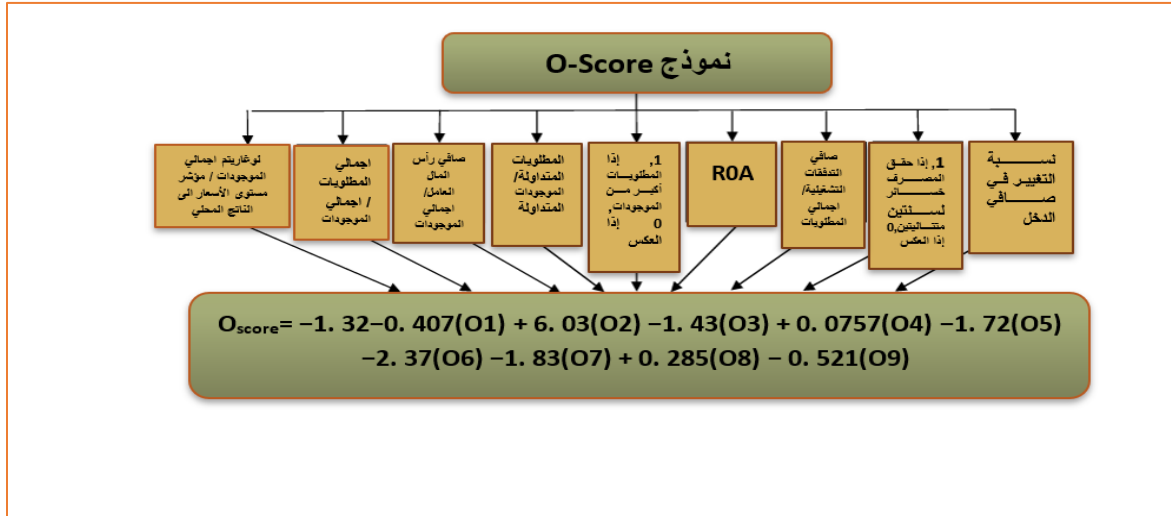 نموذج O-Score
لوغاريتم اجمالي
الموجودات / مؤشر
مستوى الأسعار الى
الناتج المحلي
اجمالي
المطلوبات
/ اجمالي
الموجودات
صافي رأس
المال
العامل/
اجمالي
الموجودات
المطلوبات
المتداولة/
الموجودات
المتداولة
1, إذا
المطلوبات
أكبر من
الموجودات,
0 إذا
العكس
R0A
صافي
التدفقات
التشغيلية/
اجمالي
المطلوبات
1, إذا حقق
المصرف
خسائر
لسنتين
متتاليتين,0
إذا العكس
نسبة
التغيير في
صافي
الدخل
Oscore= −1. 32−0. 407(O1) + 6. 03(O2) −1. 43(O3) + 0. 0757(O4) −1. 72(O5)
−2. 37(O6) −1. 83(O7) + 0. 285(O8) − 0. 521(O9)